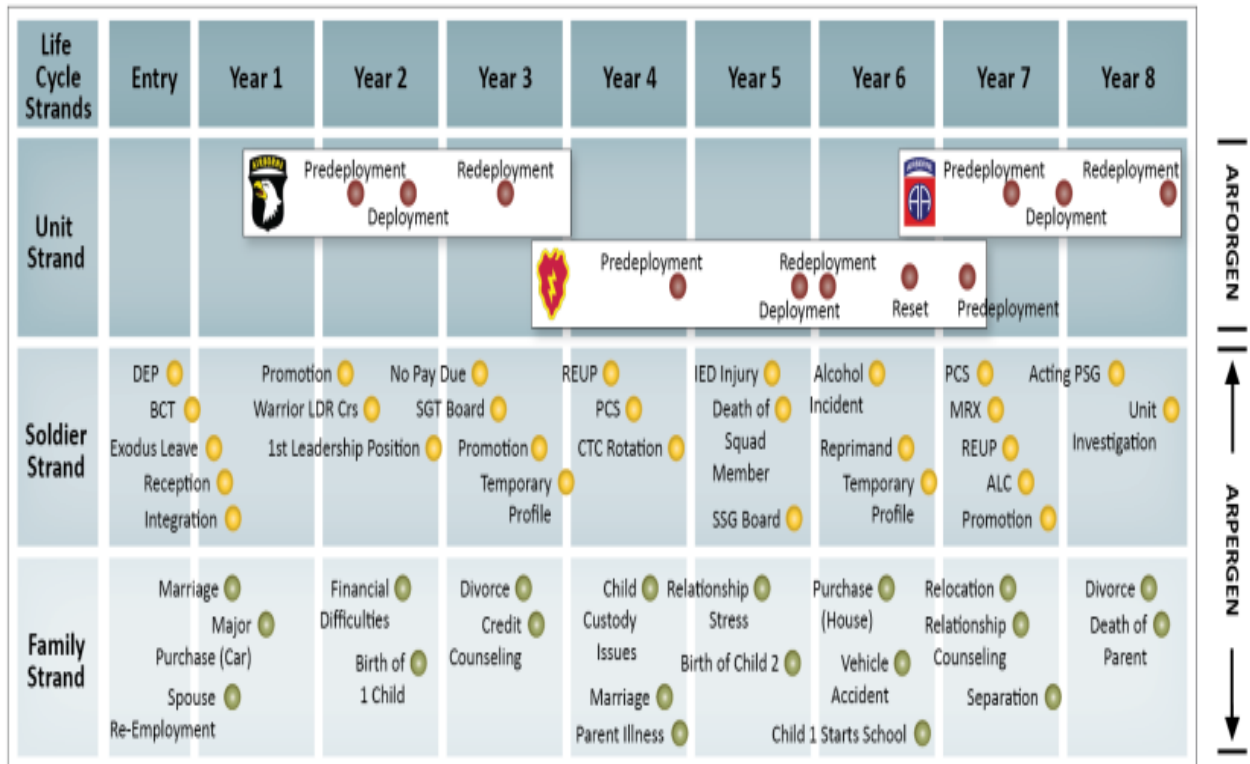 Life
Cycle
Strands
Entry
Year 1
Year 2
Year 3
Year 4
Year 5
Year 6
Year 7
Year 8
Unit
Strand
AIRBORNE
Predeployment
Deployment
Redeployment
Predeployment
Redeployment
Deployment
Reset
Predeployment
AIRBORNE
AA
Predeployment
Deployment
Redeployment
ARFORGEN
Soldier
Strand
DEP
BCT
Exodus Leave
Reception
Integration
Promotion
Warrior LDR Crs
1st Leadership Position
No Pay Due
SGT Board
Promotion
Temporary
Profile
REUP
PCS
CTC Rotation
IED Injury
Death of
Squad
Member
SSG Board
Alcohol
Incident
Reprimand
Temporary
Profile
PCS
MRX
REUP
ALC
Promotion
Acting PSG
Unit
Investigation
ARPERGEN
Family
Strand
Marriage
Major
Purchase (Car)
Spouse
Re-Employment
Financial
Difficulties
Birth of
1 Child
Divorce
Credit
Counseling
Child
Custody
Issues
Marriage
Parent Illness
Relationship
Stress
Birth of Child 2
Purchase
(House)
Vehicle
Accident
Child 1 Starts School
Relocation
Relationship
Counseling
Separation
Divorce
Death of
Parent